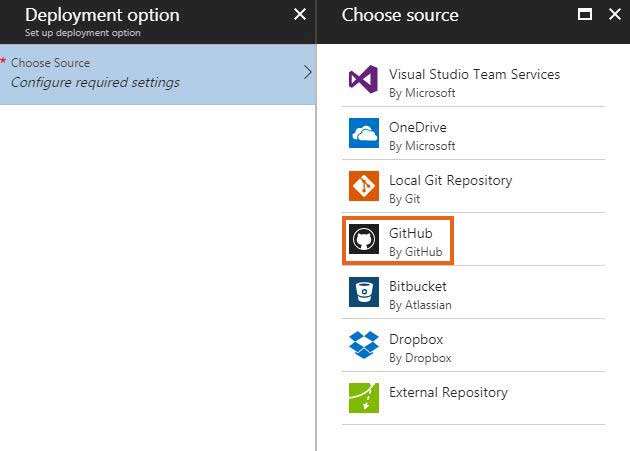 Deployment option
Set up deployment option
* Choose Source
Configure required settings
Choose source
Visual Studio Team Services
By Microsoft
OneDrive
By Microsoft
Local Git Repository
By Git
GitHub
By GitHub
Bitbucket
By Atlassian
Dropbox
By Dropbox
External Repository